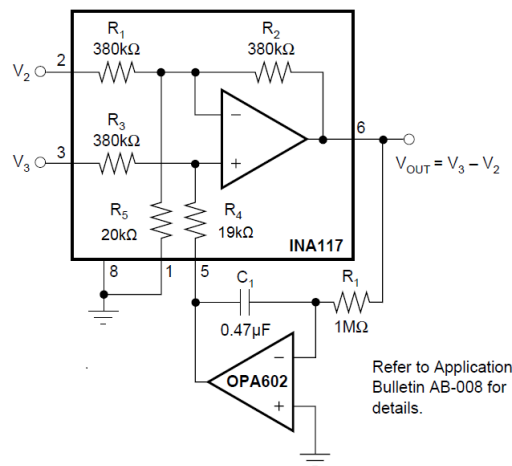 R1
380kΩ
R2
380kΩ
V2
2
R3
380kΩ
−
6
V3
3
+
VOUT = V3 – V2
R5
20kΩ
R4
19kΩ
INA117
8
1
5
C1
0.47µF
R1
1MΩ
−
OPA602
+
Refer to Application
Bulletin AB-008 for
details.